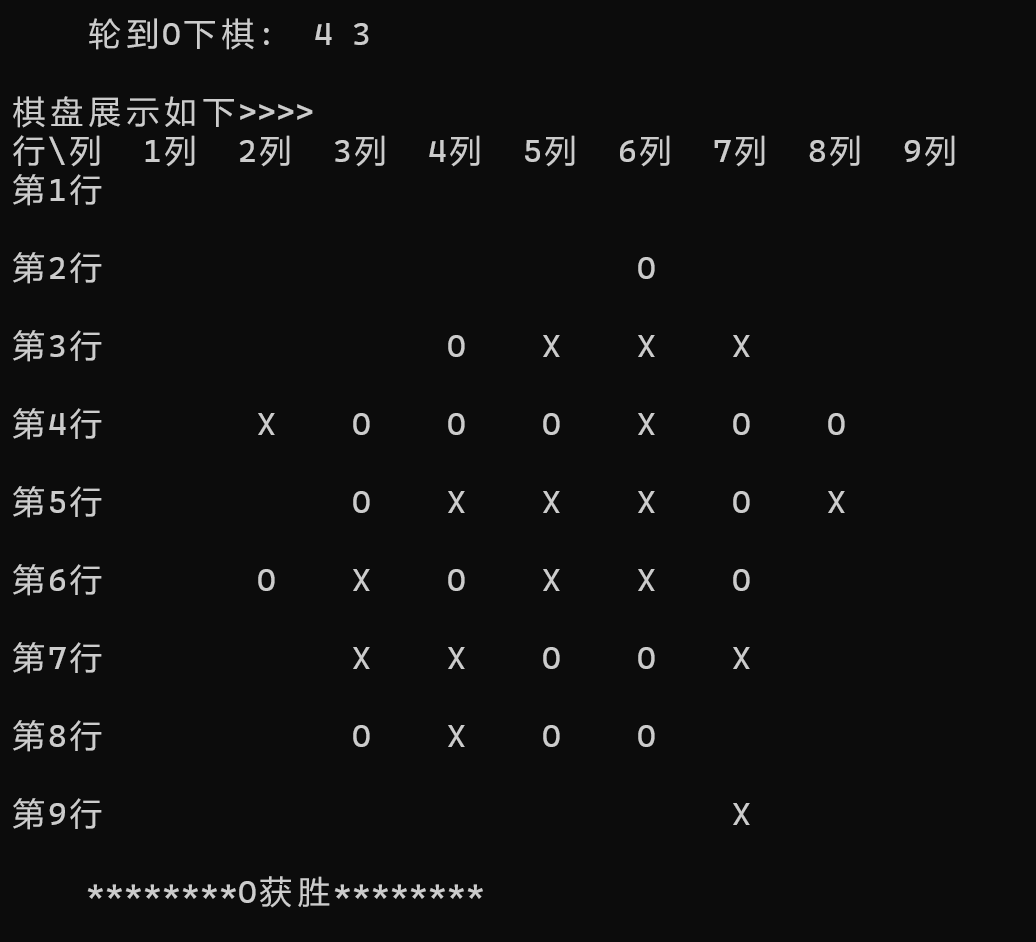 轮到O下棋:  4 3
棋盘展示如下>>>>
行\列  1列  2列  3列  4列  5列  6列  7列  8列  9列
第1行
第2行                            O
第3行                  O    X    X    X
第4行        X    O    O    O    X    O    O
第5行             O    X    X    X    O    X
第6行        O    X    O    X    X    O
第7行             X    X    O    O    X
第8行             O    X    O    O
第9行                                 X
********O获胜********